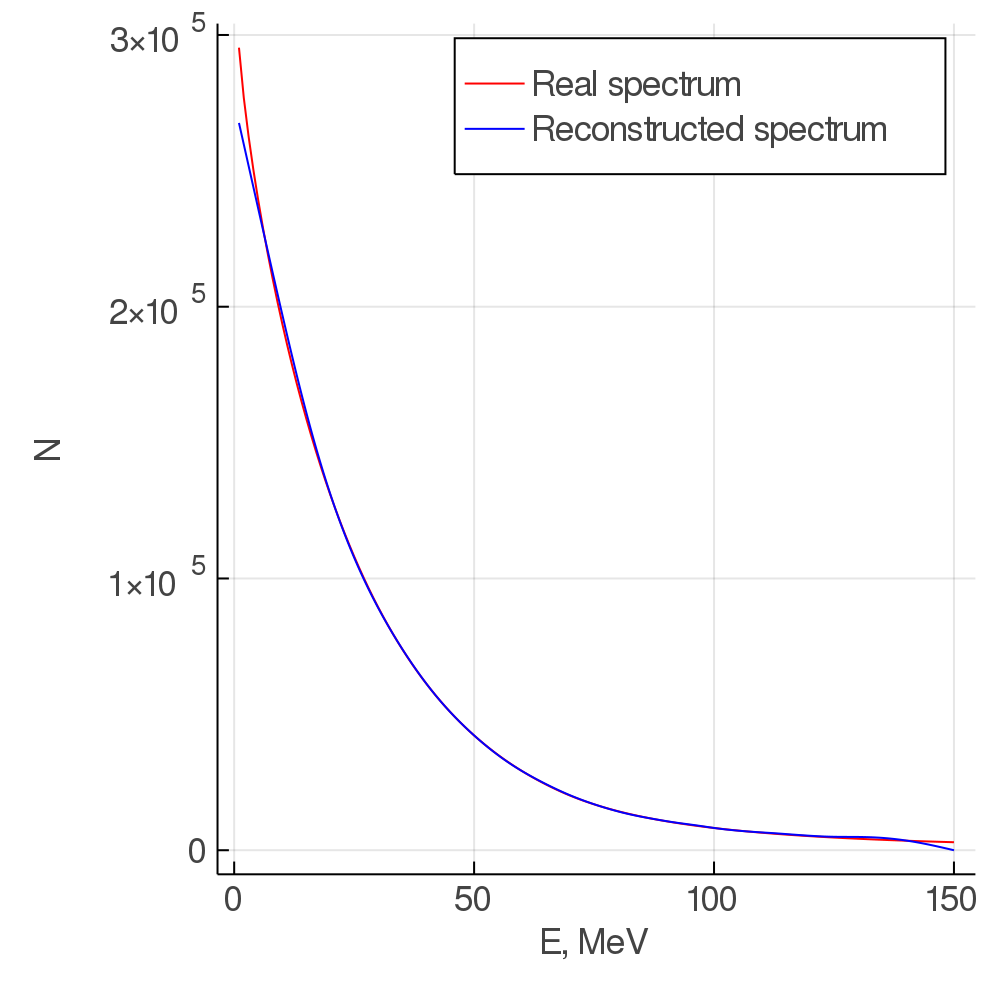 3×10 5
Real spectrum
Reconstructed spectrum
2×10 5
N
1×10 5
0
0 50 100 150
E, MeV